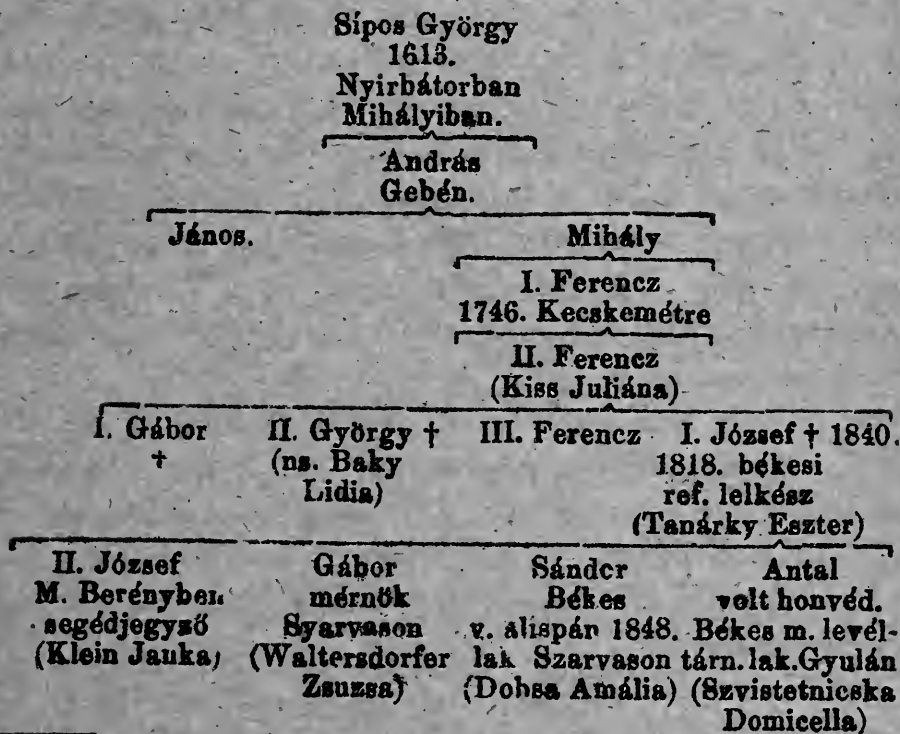 Sípos György
1613.
Nyirbátorban
Mihályiban.
András
Gebén.
János.
Mihály
I. Ferencz
1746. Kecskemétre
II. Ferencz
(Kiss Juliána)
I. Gábor
†
II. György †
(ns. Baky
Lidia)
III. Ferencz
I. József † 1840.
1818. békesi
ref. lelkész
(Tanárky Eszter)
II. József
M. Berényben
segédjegyző
(Klein Jauka)
Gábor
mérnök
Syarvason
(Waltersdorfer
Zsuzsa)
Sándor
Békes
v. alispán 1848.
lak Szarvason
(Dobsa Amália)
Antal
volt honvéd.
Békes m. levél-
tárn. lak. Gyulán
(Szvistetnicska
Domicella)